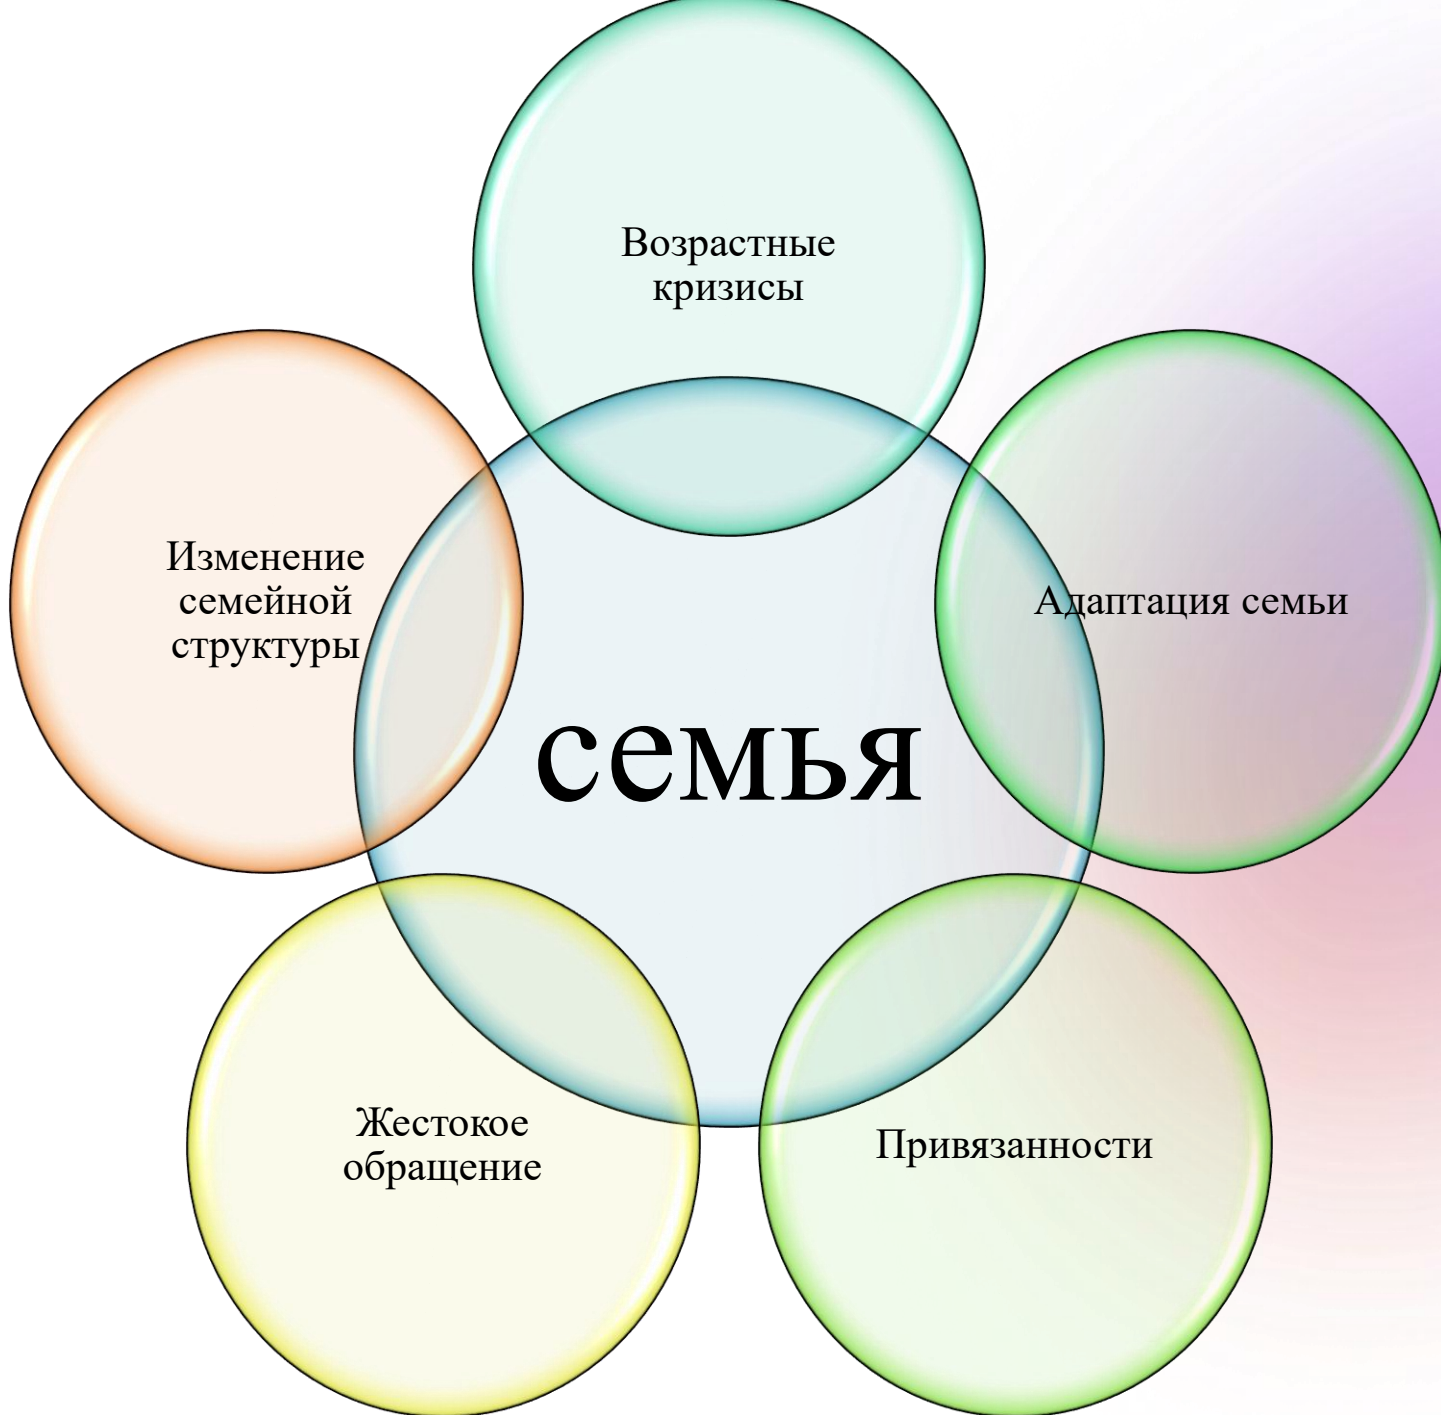 Возрастные
кризисы
Изменение
семейной
структуры
Адаптация семьи
семья
Жестокое
обращение
Привязанности